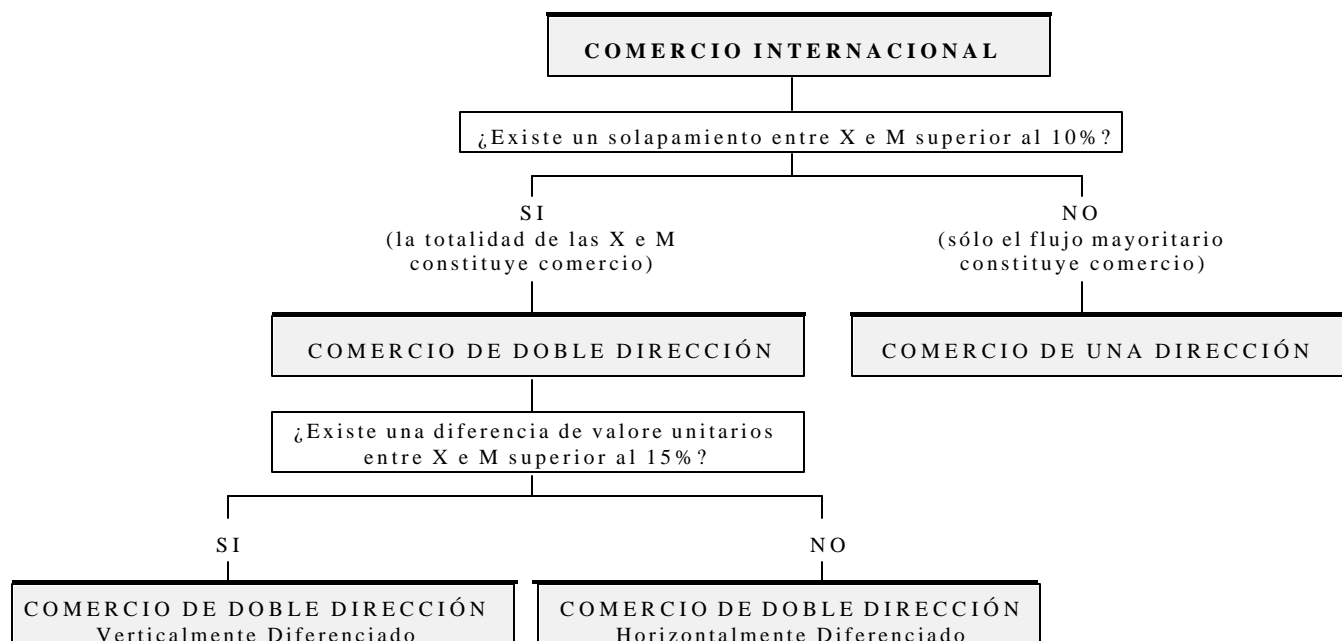 COMERCIO INTERNACIONAL
¿Existe un solapamiento entre X e M superior al 10%?
SI
(la totalidad de las X e M
constituye comercio)
NO
(sólo el flujo mayoritario
constituye comercio)
COMERCIO DE DOBLE DIRECCIÓN
COMERCIO DE UNA DIRECCIÓN
¿Existe una diferencia de valore unitarios
entre X e M superior al 15%?
SI
NO
COMERCIO DE DOBLE DIRECCIÓN
Verticalmente Diferenciado
COMERCIO DE DOBLE DIRECCIÓN
Horizontalmente Diferenciado